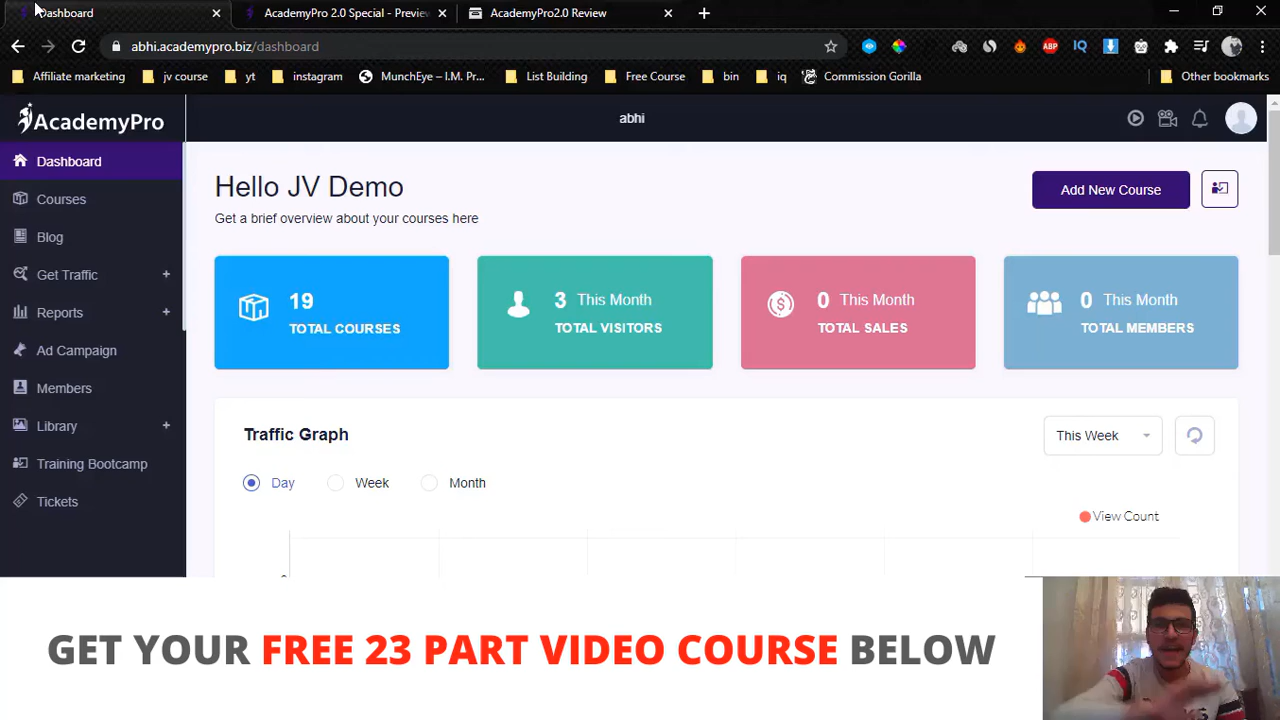 Dashboard
AcademyPro 2.0 Special - Preview
AcademyPro2.0 Review
abhi.academypro.biz/dashboard
ABP
IQ
Affiliate marketing
jv course
yt
instagram
MunchEye – I.M. Pr...
List Building
Free Course
bin
iq
Commission Gorilla
Other bookmarks
AcademyPro
abhi
Dashboard
Courses
Blog
Get Traffic +
Reports +
Ad Campaign
Members
Library +
Training Bootcamp
Tickets
Hello JV Demo
Get a brief overview about your courses here
Add New Course
19
TOTAL COURSES
3 This Month
TOTAL VISITORS
0 This Month
TOTAL SALES
0 This Month
TOTAL MEMBERS
Traffic Graph
This Week
Day
Week
Month
View Count
GET YOUR FREE 23 PART VIDEO COURSE BELOW